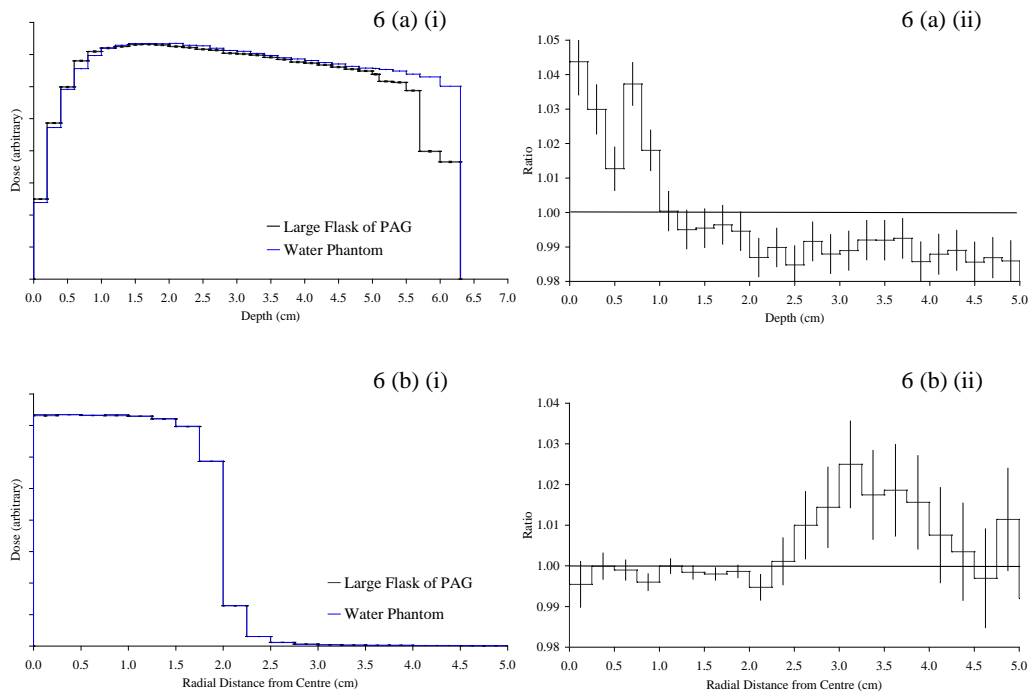 6 (a) (i)
Dose (arbitrary)
Large Flask of PAG
Water Phantom
0.0 0.5 1.0 1.5 2.0 2.5 3.0 3.5 4.0 4.5 5.0 5.5 6.0 6.5 7.0
Depth (cm)
6 (a) (ii)
1.05
1.04
1.03
1.02
1.01
1.00
0.99
0.98
Ratio
0.0 0.5 1.0 1.5 2.0 2.5 3.0 3.5 4.0 4.5 5.0
Depth (cm)
6 (b) (i)
Dose (arbitrary)
Large Flask of PAG
Water Phantom
0.0 0.5 1.0 1.5 2.0 2.5 3.0 3.5 4.0 4.5 5.0
Radial Distance from Centre (cm)
6 (b) (ii)
1.04
1.03
1.02
1.01
1.00
0.99
0.98
Ratio
0.0 0.5 1.0 1.5 2.0 2.5 3.0 3.5 4.0 4.5 5.0
Radial Distance from Centre (cm)